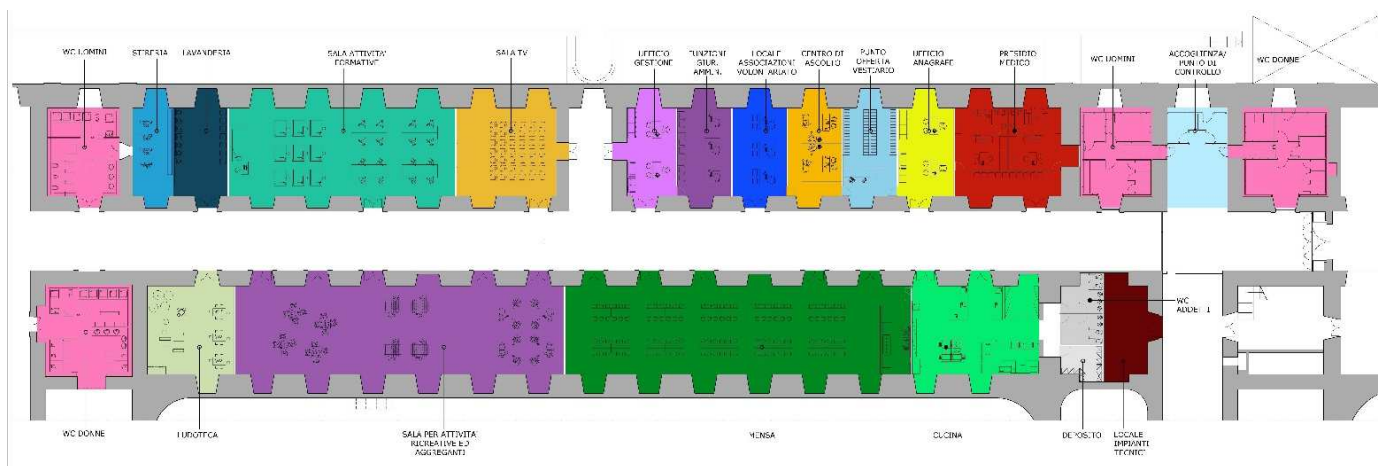 WC UOMINI
STIRERIA
LAVANDERIA
SALA ATTIVITA'
FORMATIVE
SALA TV
UFFICIO
GESTIONE
FUNZIONI
GIUR.
AMM.N.
LOCALE
ASSOCIAZIONI
VOLONTARIATO
CENTRO DI
ASCOLTO
PUNTO
OFFERTA
VESTIARIO
UFFICIO
ANAGRAFE
PRESIDIO
MEDICO
WC UOMINI
ACCOGLIENZA/
PUNTO DI
CONTROLLO
WC DONNE
WC
ADDETTI
WC DONNE
LUDOTECA
SALA PER ATTIVITA'
RICREATIVE ED
AGGREGANTI
MENSA
CUCINA
DEPOSITO
LOCALE
IMPIANTI
TECNICI